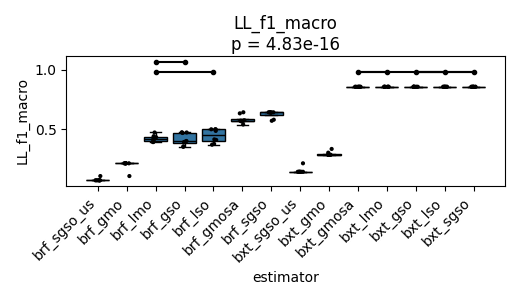 LL_f1_macro
p = 4.83e-16
LL_f1_macro
1.0
0.5
brf_sgso_us
brf_gmo
brf_lmo
brf_gso
brf_lso
brf_gmosa
brf_sgso
bxt_sgso_us
bxt_gmo
bxt_gmosa
bxt_lmo
bxt_gso
bxt_lso
bxt_sgso
estimator